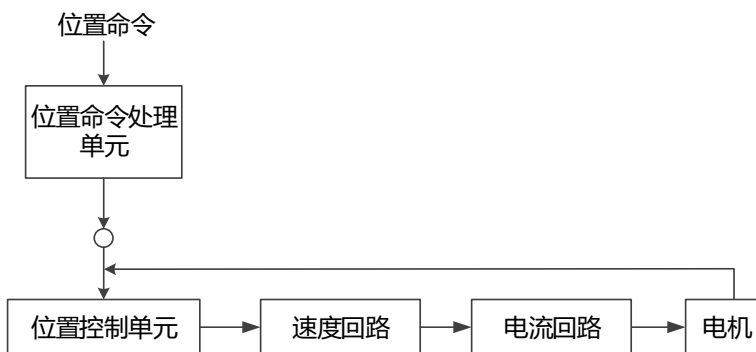 位置命令
位置命令处理
单元
位置控制单元
速度回路
电流回路
电机